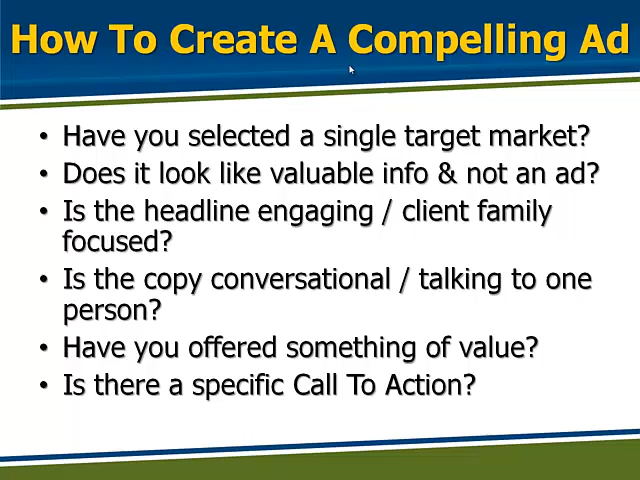 How To Create A Compelling Ad
• Have you selected a single target market?
• Does it look like valuable info & not an ad?
• Is the headline engaging / client family
focused?
• Is the copy conversational / talking to one
person?
• Have you offered something of value?
• Is there a specific Call To Action?